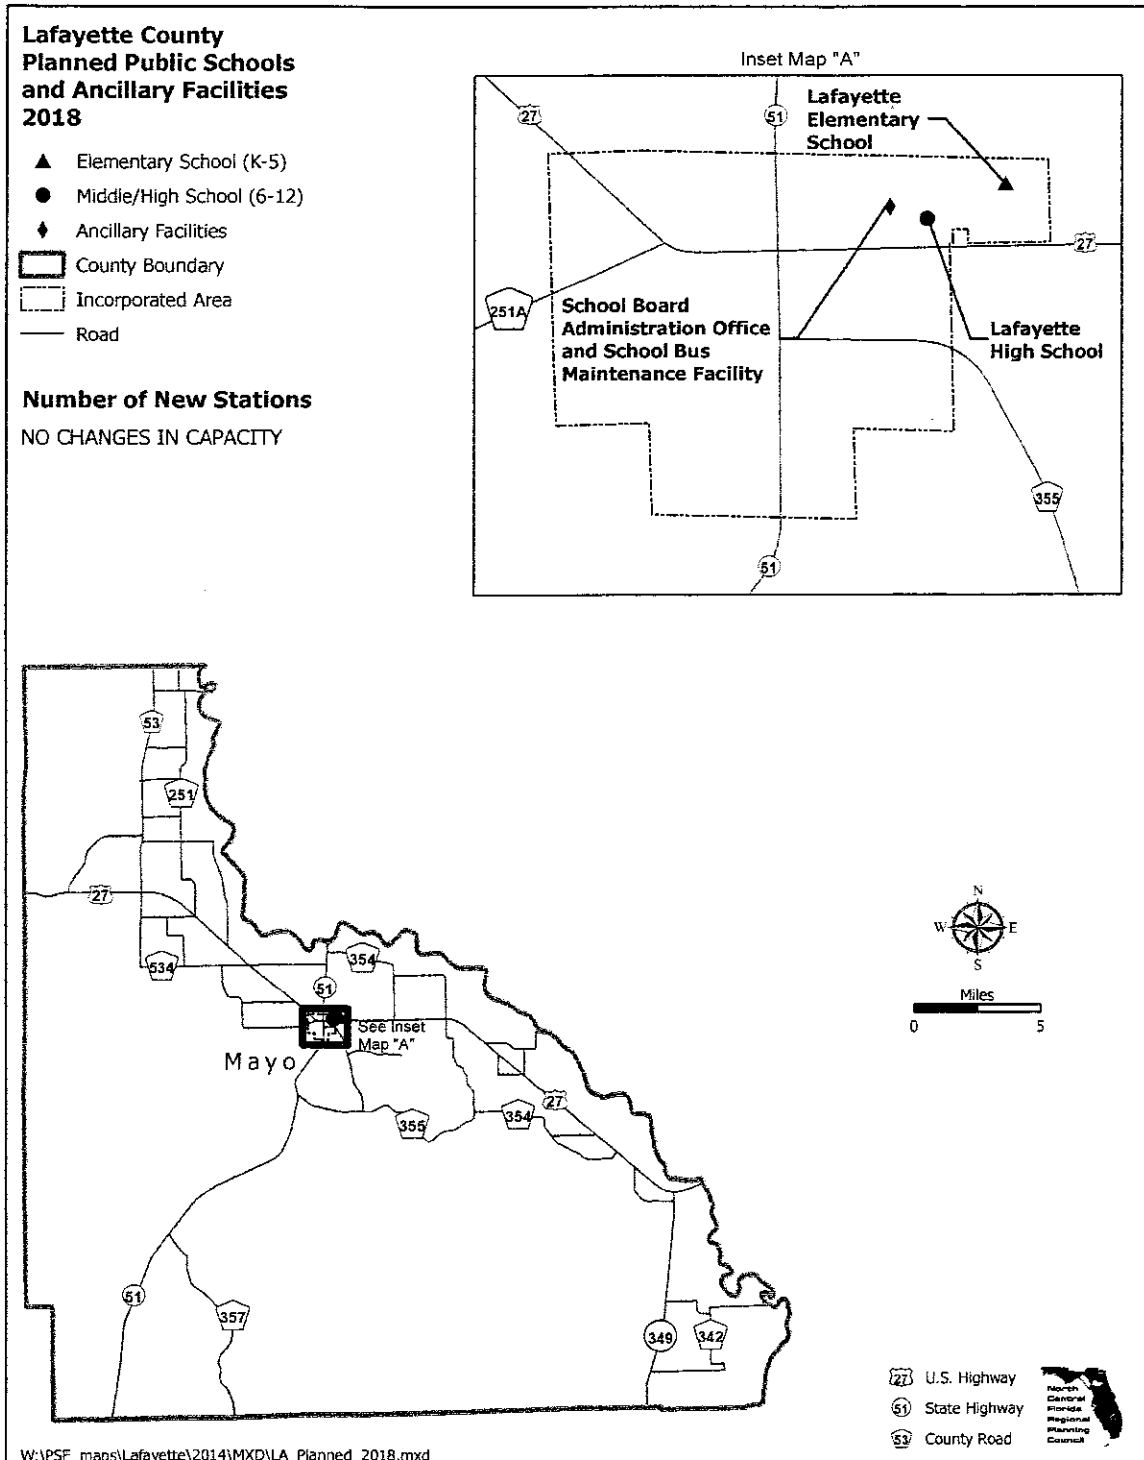 Lafayette County
Planned Public Schools
and Ancillary Facilities
2018
Elementary School (K-5)
Middle/High School (6-12)
Ancillary Facilities
County Boundary
Incorporated Area
Road
Number of New Stations
NO CHANGES IN CAPACITY
Inset Map "A"
27
51
Lafayette
Elementary
School
27
251A
School Board
Administration Office
and School Bus
Maintenance Facility
Lafayette
High School
355
51
53
251
27
534
354
51
See Inset
Map "A"
Mayo
27
354
355
51
357
349
342
N
W
E
S
Miles
0
5
27 U.S. Highway
51 State Highway
53 County Road
North
Central
Florida
Regional
Planning
Council
W:\PSF_maps\Lafayette\2014\MXD\LA_Planned_2018.mxd